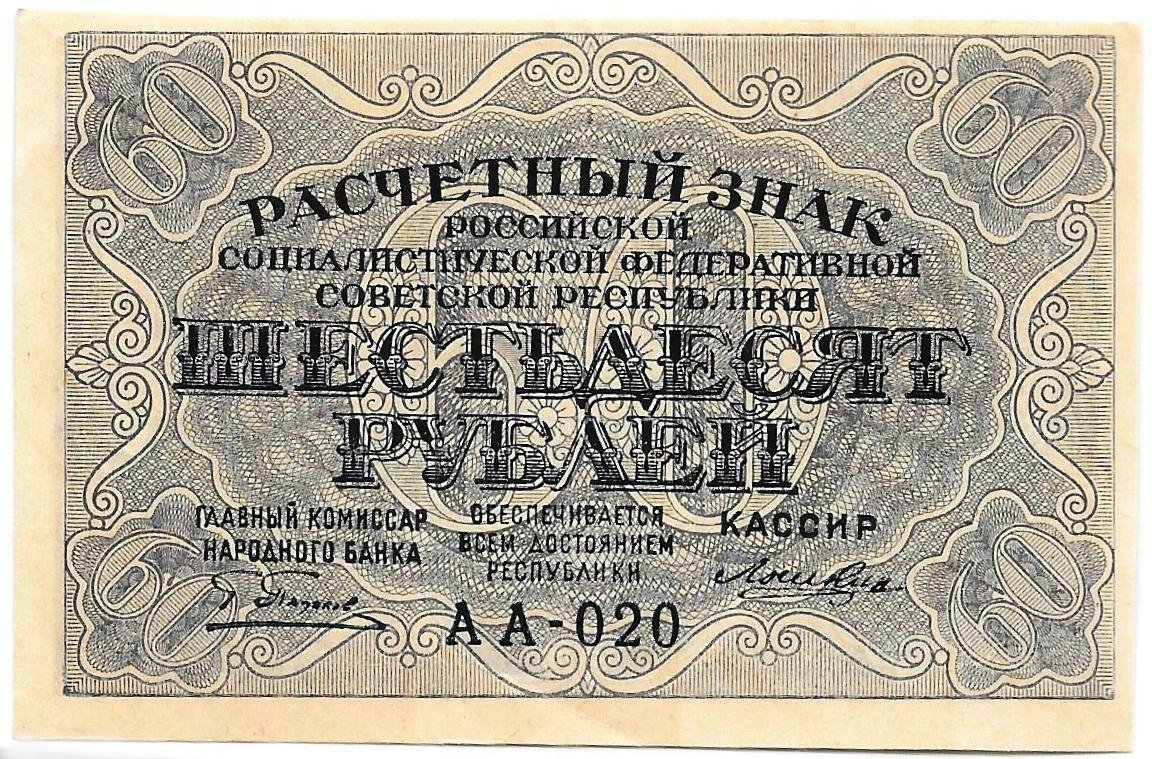 60 60
РАСЧЕТНЫЙ ЗНАК
РОССИЙСКОЙ
СОЦИАЛИСТИЧЕСКОЙ ФЕДЕРАТИВНОЙ
СОВЕТСКОЙ РЕСПУБЛИКИ
60
ШЕСТЬДЕСЯТ
РУБЛЕЙ
ГЛАВНЫЙ КОМИССАР
НАРОДНОГО БАНКА
ОБЕСПЕЧИВАЕТСЯ
ВСЕМ ДОСТОЯНИЕМ
РЕСПУБЛИКИ
КАССИР
АА-020
60 60